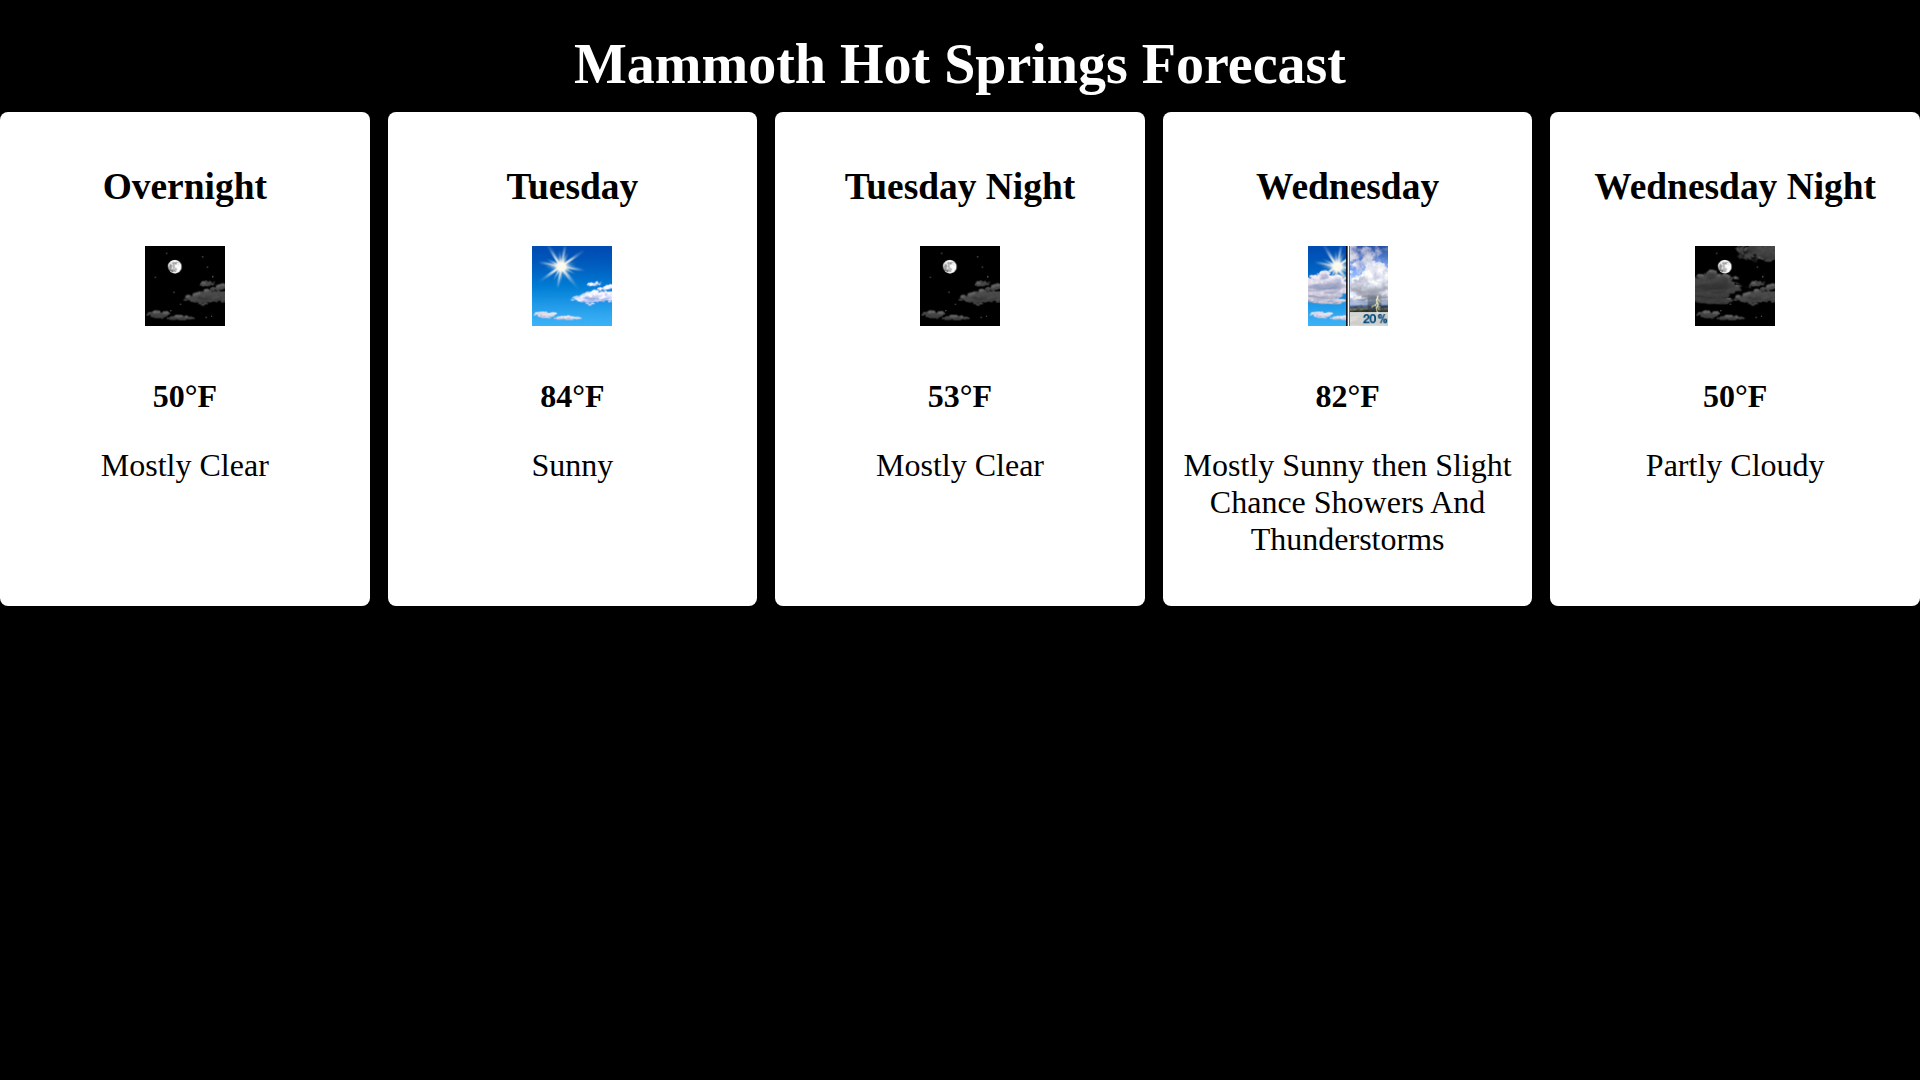 Mammoth Hot Springs Forecast
Overnight
50°F
Mostly Clear
Tuesday
84°F
Sunny
Tuesday Night
53°F
Mostly Clear
Wednesday
20%
82°F
Mostly Sunny then Slight
Chance Showers And
Thunderstorms
Wednesday Night
50°F
Partly Cloudy